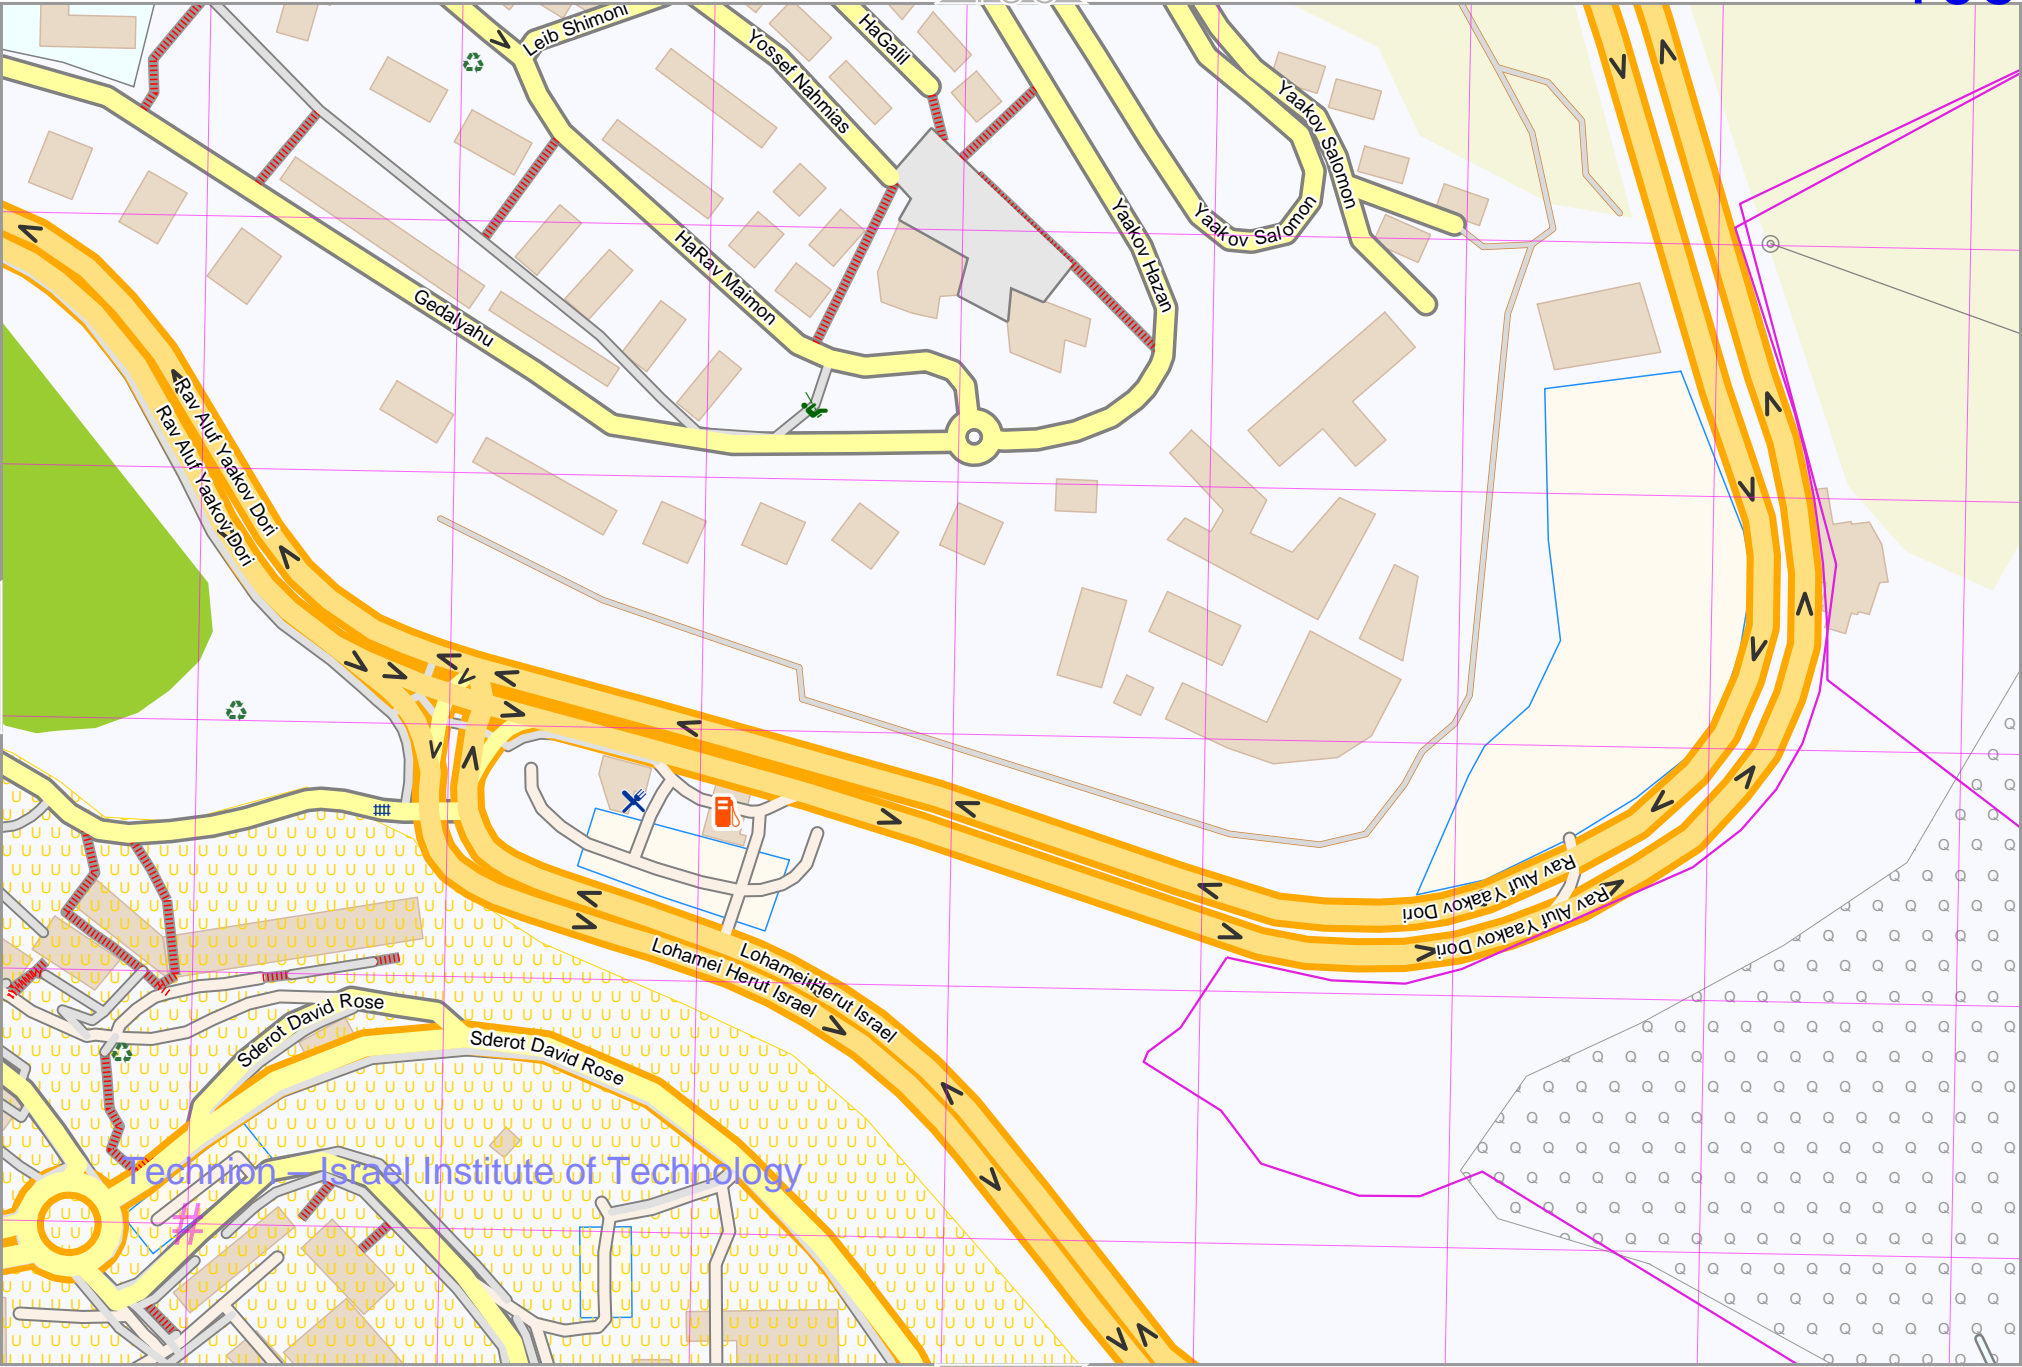 Leib Shimoni
Yossef Nahmias
HaGalil
Yaakov Salomon
Yaakov Salomon
Yaakov Hazan
HaRav Maimon
Gedalyahu
Rav Aluf Yaakov Dori
Rav Aluf Yaakov Dori
Rav Aluf Yaakov Dori
Rav Aluf Yaakov Dori
Lohamei Herut Israel
Lohamei Herut Israel
Sderot David Rose
Sderot David Rose
Technion – Israel Institute of Technology